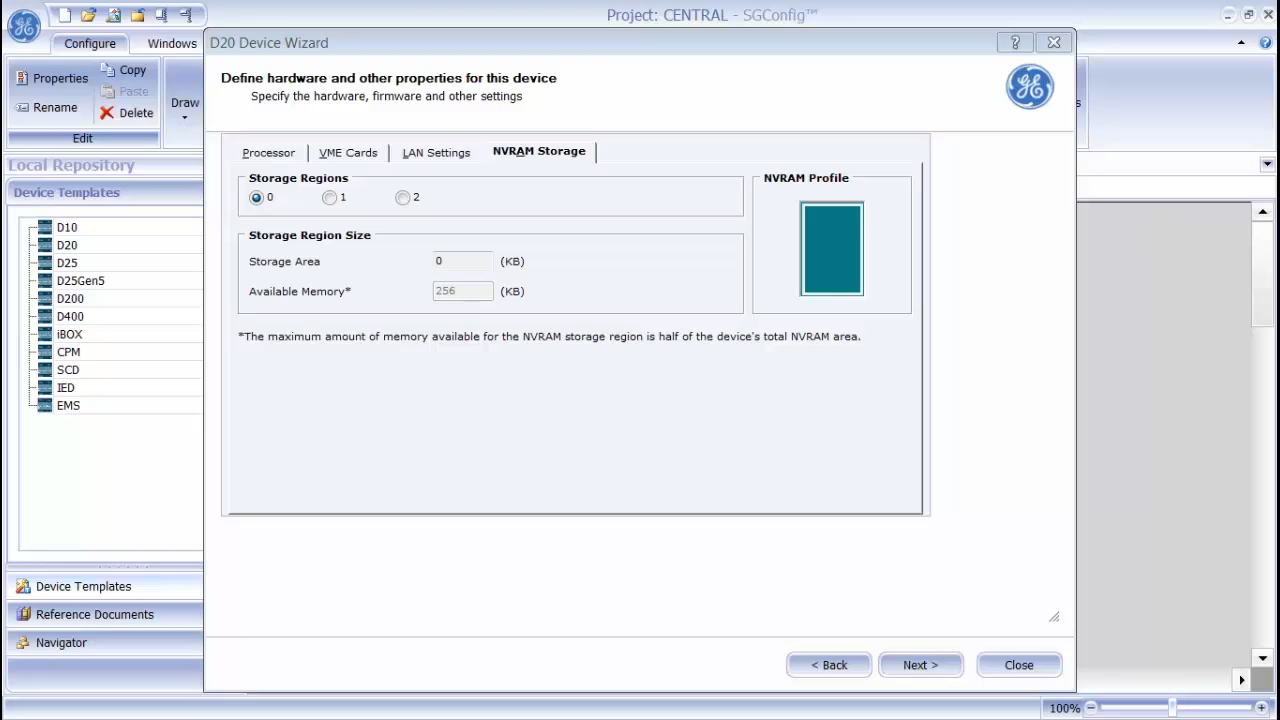 Project: CENTRAL - SGConfig™
Configure
Windows
Properties
Copy
Paste
Rename
Delete
Draw
Edit
Local Repository
Device Templates
D10
D20
D25
D25Gen5
D200
D400
iBOX
CPM
SCD
IED
EMS
Device Templates
Reference Documents
Navigator
D20 Device Wizard
Define hardware and other properties for this device
Specify the hardware, firmware and other settings
Processor
VME Cards
LAN Settings
NVRAM Storage
Storage Regions
0
1
2
Storage Region Size
Storage Area
0
(KB)
Available Memory*
256
(KB)
NVRAM Profile
*The maximum amount of memory available for the NVRAM storage region is half of the device's total NVRAM area.
< Back
Next >
Close
100%